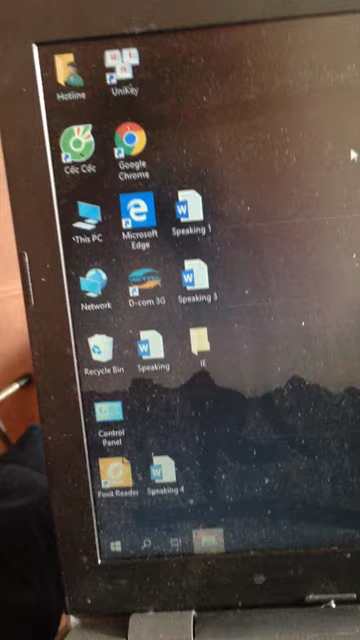 Hotline
UniKey
Cốc Cốc
Google
Chrome
This PC
Microsoft
Edge
Speaking 1
Network
D-com 3G
Speaking 3
Recycle Bin
Speaking
Control
Panel
Foxit Reader
Speaking 4